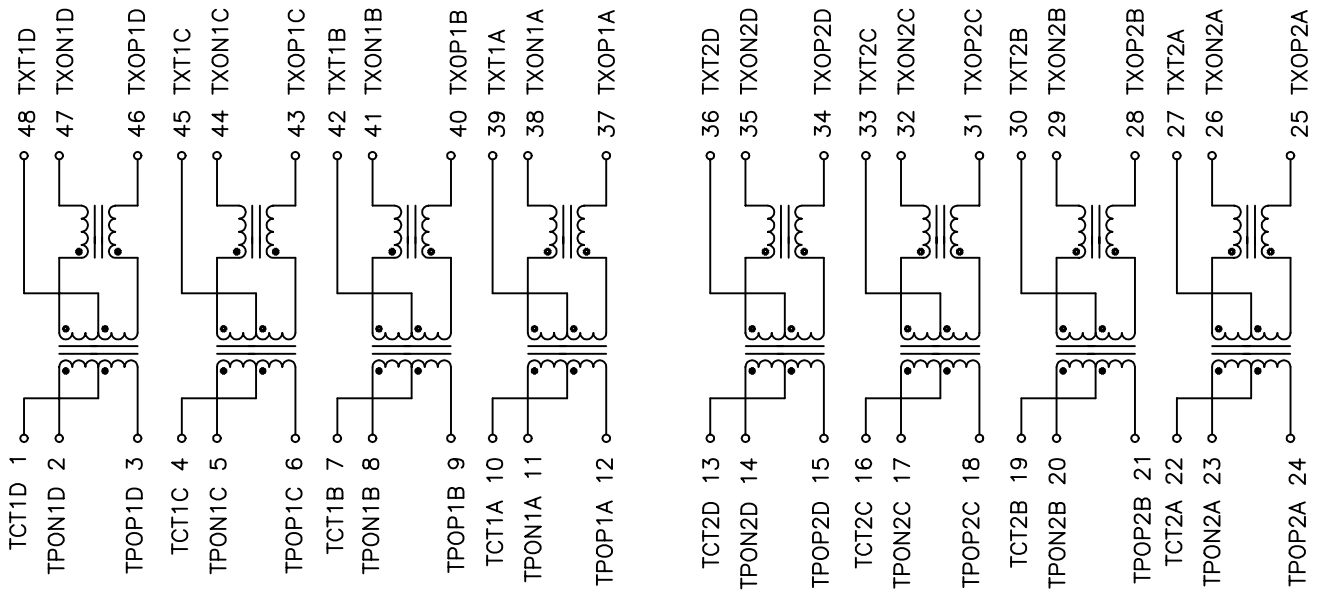 48 TXT1D
47 TXON1D
46 TXOP1D
45 TXT1C
44 TXON1C
43 TXOP1C
42 TXT1B
41 TXON1B
40 TXOP1B
39 TXT1A
38 TXON1A
37 TXOP1A
36 TXT2D
35 TXON2D
34 TXOP2D
33 TXT2C
32 TXON2C
31 TXOP2C
30 TXT2B
29 TXON2B
28 TXOP2B
27 TXT2A
26 TXON2A
25 TXOP2A
TCT1D 1
TPON1D 2
TPOP1D 3
TCT1C 4
TPON1C 5
TPOP1C 6
TCT1B 7
TPON1B 8
TPOP1B 9
TCT1A 10
TPON1A 11
TPOP1A 12
TCT2D 13
TPON2D 14
TPOP2D 15
TCT2C 16
TPON2C 17
TPOP2C 18
TCT2B 19
TPON2B 20
TPOP2B 21
TCT2A 22
TPON2A 23
TPOP2A 24